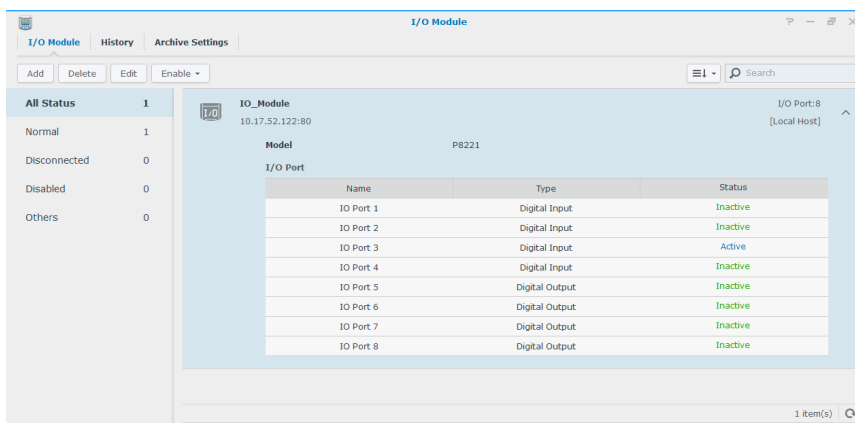 I/O Module
I/O Module History Archive Settings
Add Delete Edit Enable Search
All Status 1
Normal 1
Disconnected 0
Disabled 0
Others 0
I/O
IO_Module I/O Port:8
10.17.52.122:80 [Local Host]
Model P8221
I/O Port
Name Type Status
IO Port 1 Digital Input Inactive
IO Port 2 Digital Input Inactive
IO Port 3 Digital Input Active
IO Port 4 Digital Input Inactive
IO Port 5 Digital Output Inactive
IO Port 6 Digital Output Inactive
IO Port 7 Digital Output Inactive
IO Port 8 Digital Output Inactive
1 item(s)